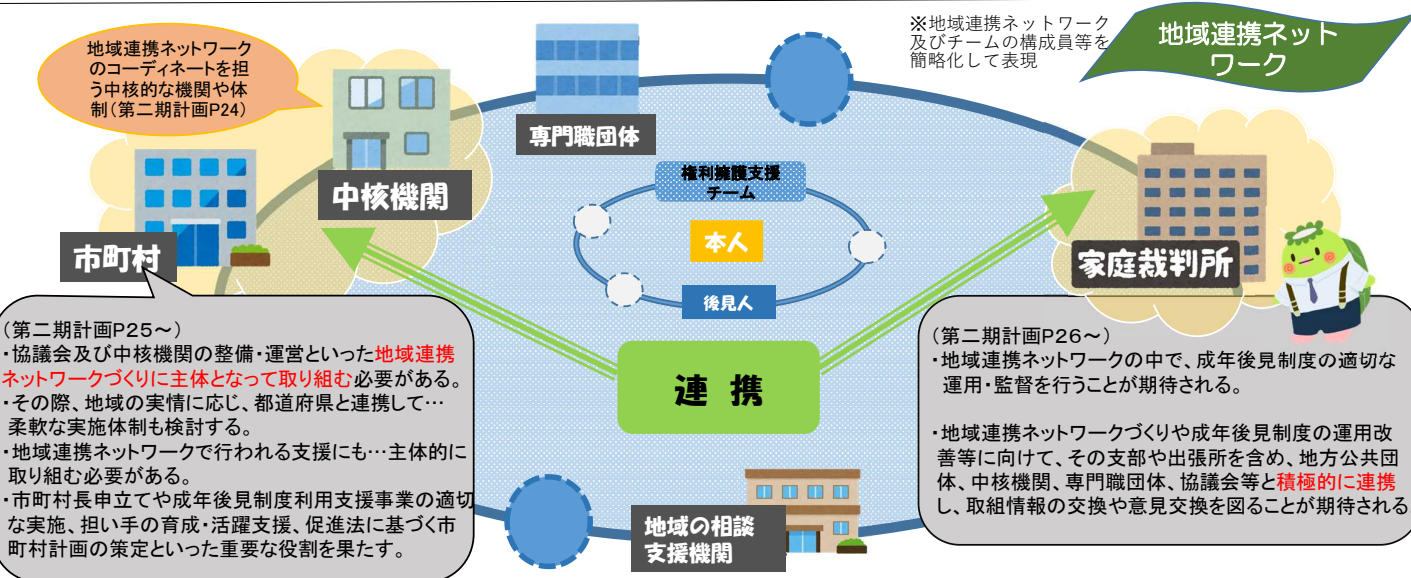 ※地域連携ネットワーク
及びチームの構成員等を
簡略化して表現
地域連携ネット
ワーク
地域連携ネットワーク
のコーディネートを担
う中核的な機関や体
制(第二期計画P24)
専門職団体
中核機関
市町村
権利擁護支援
チーム
本人
後見人
家庭裁判所
連 携
(第二期計画P25~)
・協議会及び中核機関の整備・運営といった地域連携
ネットワークづくりに主体となって取り組む必要がある。
・その際、地域の実情に応じ、都道府県と連携して…
柔軟な実施体制も検討する。
・地域連携ネットワークで行われる支援にも…主体的に
取り組む必要がある。
・市町村長申立てや成年後見制度利用支援事業の適切
な実施、担い手の育成・活躍支援、促進法に基づく市
町村計画の策定といった重要な役割を果たす。
(第二期計画P26~)
・地域連携ネットワークの中で、成年後見制度の適切な
運用・監督を行うことが期待される。
・地域連携ネットワークづくりや成年後見制度の運用改
善等に向けて、その支部や出張所を含め、地方公共団
体、中核機関、専門職団体、協議会等と積極的に連携
し、取組情報の交換や意見交換を図ることが期待される
地域の相談
支援機関